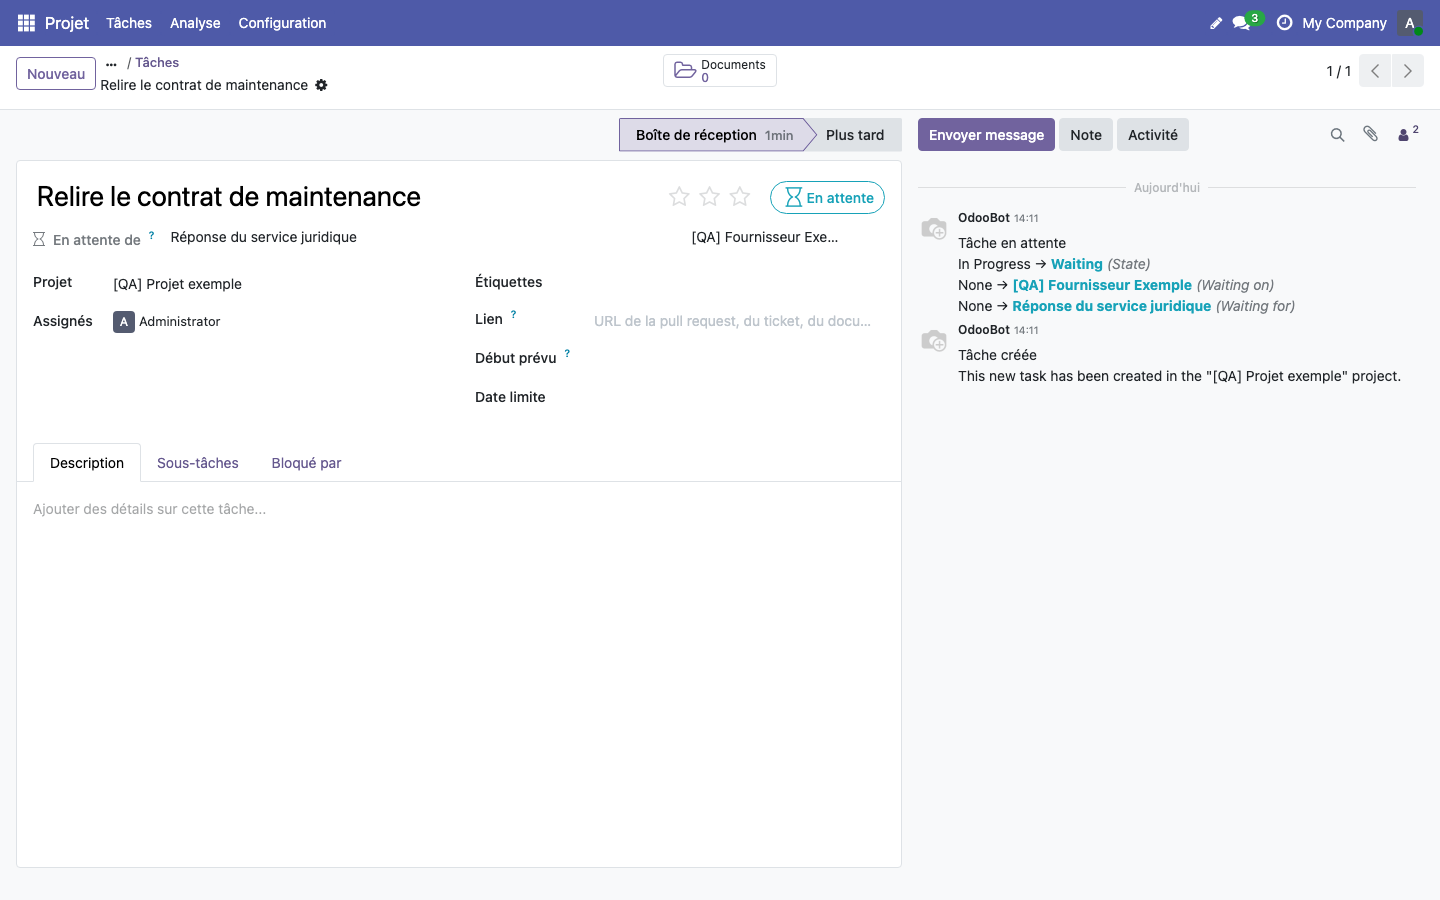 Projet Tâches Analyse Configuration 3 My Company A
Nouveau ... / Tâches
Relire le contrat de maintenance
Documents
0
1 / 1
Boîte de réception 1min Plus tard
Envoyer message Note Activité 2
Relire le contrat de maintenance En attente
En attente de ? Réponse du service juridique [QA] Fournisseur Exe...
Projet [QA] Projet exemple
Assignés A Administrator
Étiquettes
Lien ? URL de la pull request, du ticket, du docu...
Début prévu ?
Date limite
Description Sous-tâches Bloqué par
Ajouter des détails sur cette tâche...
Aujourd'hui
OdooBot 14:11
Tâche en attente
In Progress → Waiting (State)
None → [QA] Fournisseur Exemple (Waiting on)
None → Réponse du service juridique (Waiting for)
OdooBot 14:11
Tâche créée
This new task has been created in the "[QA] Projet exemple" project.